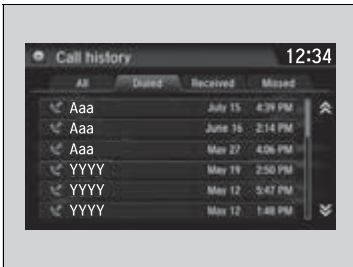 Call history 12:34
All Dialed Received Missed
Aaa July 15 4:39 PM
Aaa June 16 2:14 PM
Aaa May 27 4:06 PM
YYYY May 19 2:50 PM
YYYY May 12 5:47 PM
YYYY May 12 1:48 PM